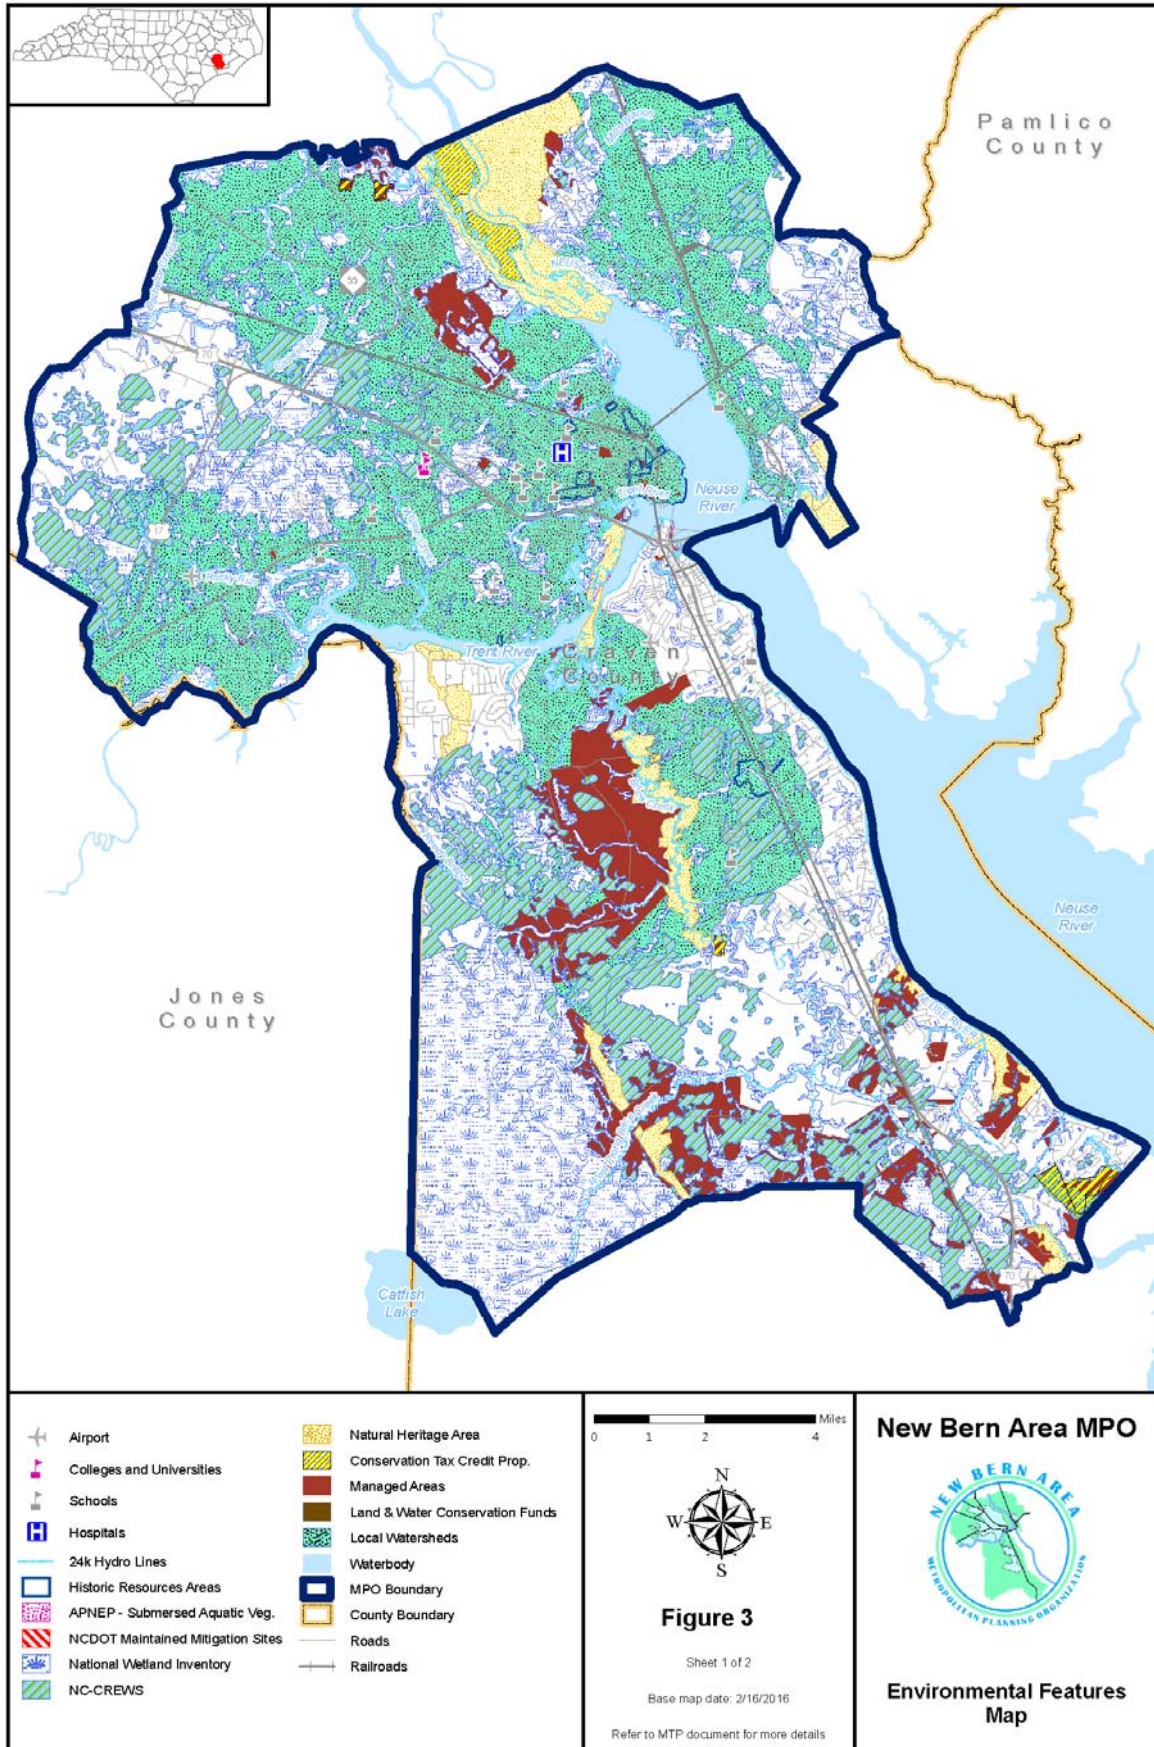 Pamlico
County
55
70
Neuse
River
17
Trent River
Craven
County
Neuse
River
Jones
County
Catfish
Lake
70
Airport
Colleges and Universities
Schools
H
Hospitals
24k Hydro Lines
Historic Resources Areas
APNEP - Submersed Aquatic Veg.
NCDOT Maintained Mitigation Sites
National Wetland Inventory
NC-CREWS
Natural Heritage Area
Conservation Tax Credit Prop.
Managed Areas
Land & Water Conservation Funds
Local Watersheds
Waterbody
MPO Boundary
County Boundary
Roads
Railroads
Miles
0 1 2 4
N
W E
S
Figure 3
Sheet 1 of 2
Base map date: 2/16/2016
Refer to MTP document for more details
New Bern Area MPO
NEW BERN AREA
METROPOLITAN PLANNING ORGANIZATION
Environmental Features
Map